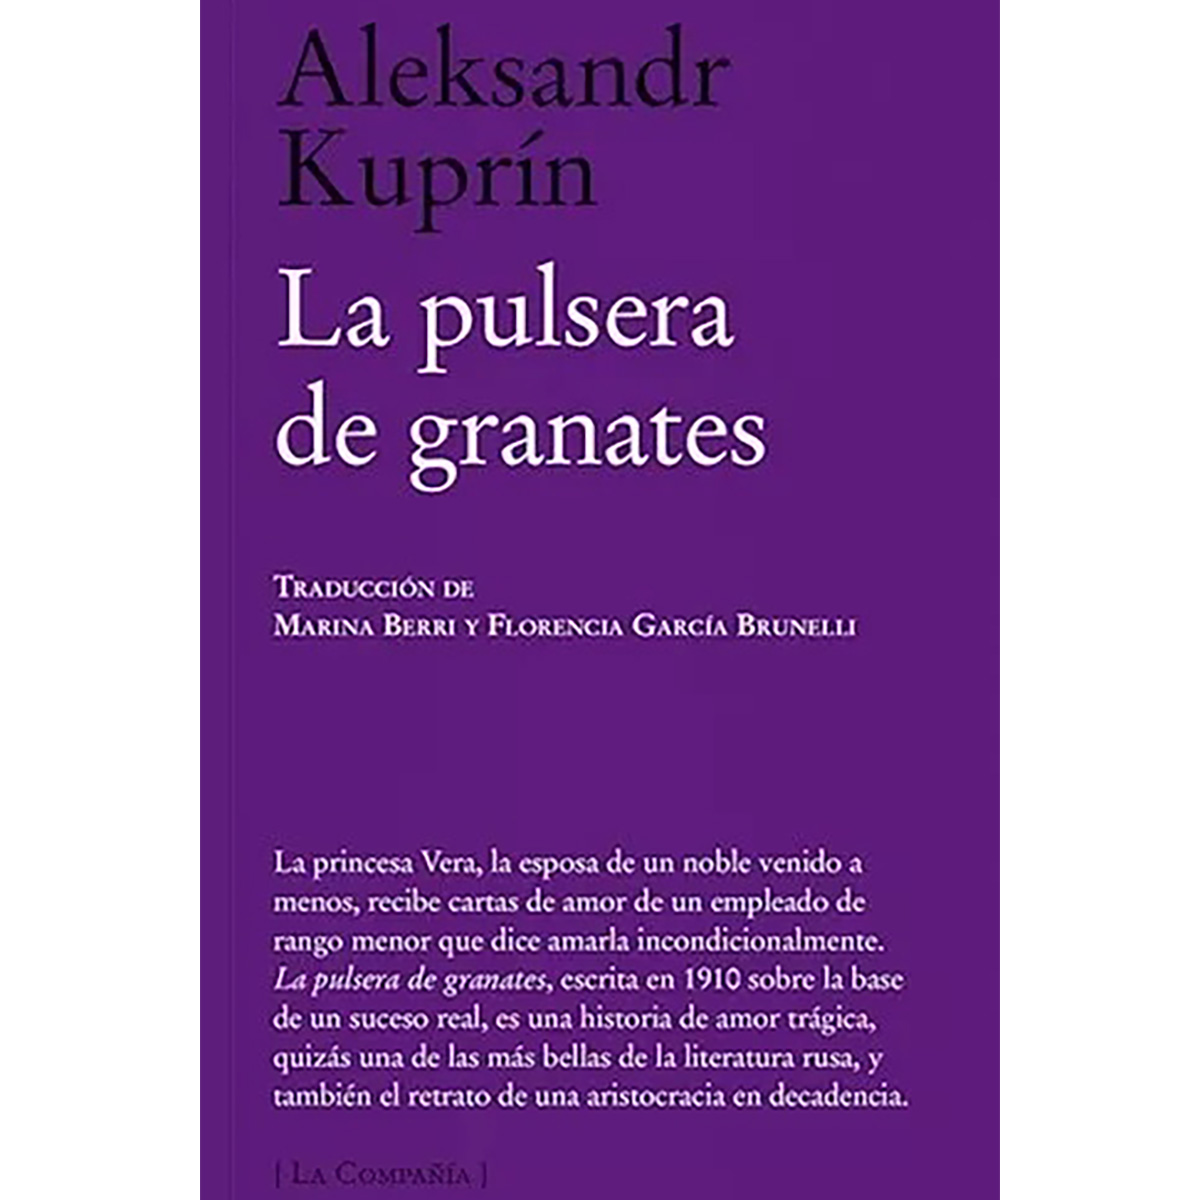 Aleksandr
Kuprín
La pulsera
de granates
Traducción de
Marina Berri y Florencia García Brunelli
La princesa Vera, la esposa de un noble venido a
menos, recibe cartas de amor de un empleado de
rango menor que dice amarla incondicionalmente.
La pulsera de granates, escrita en 1910 sobre la base
de un suceso real, es una historia de amor trágica,
quizás una de las más bellas de la literatura rusa, y
también el retrato de una aristocracia en decadencia.
[ La Compañía ]